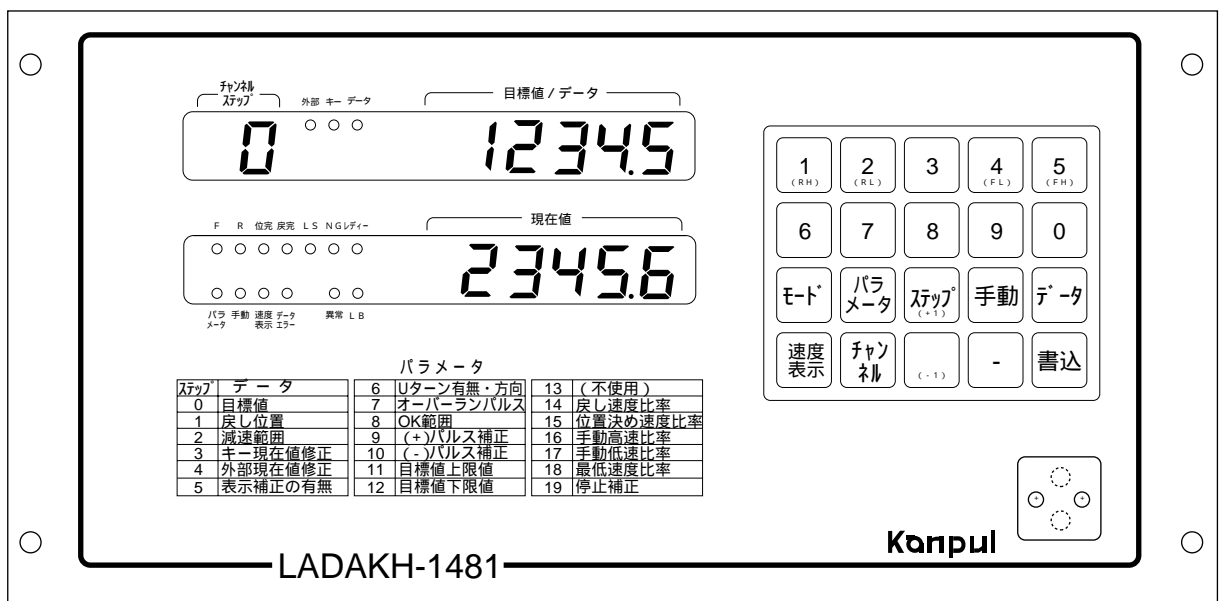 チャンネル
ステップ
外部 キー データ
目標値 / データ
0
1234.5
F R 位完 戻完 LS NG レディー
現在値
2345.6
パラメータ 手動 速度表示 データエラー 異常 LB
1 (RH)
2 (RL)
3
4 (FL)
5 (FH)
6
7
8
9
0
モード
パラメータ
ステップ (+1)
手動
データ
速度表示
チャンネル
(-1)
-
書込
パラメータ
ステップ データ
0 目標値
1 戻し位置
2 減速範囲
3 キー現在値修正
4 外部現在値修正
5 表示補正の有無
6 Uターン有無・方向
7 オーバーランパルス
8 OK範囲
9 (+)パルス補正
10 (-)パルス補正
11 目標値上限値
12 目標値下限値
13 (不使用)
14 戻し速度比率
15 位置決め速度比率
16 手動高速比率
17 手動低速比率
18 最低速度比率
19 停止補正
Kanpul
LADAKH-1481